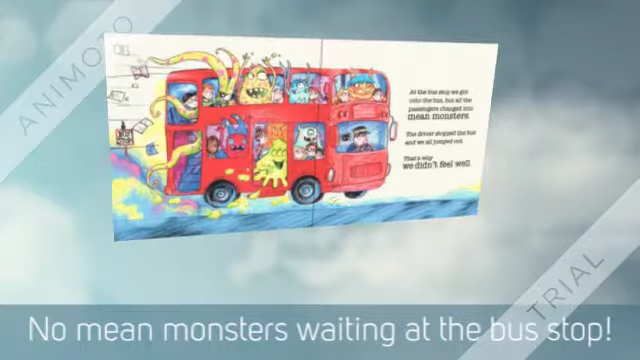 ANIMOTO
At the bus stop we got
onto the bus, but all the
passengers changed into
mean monsters.
The driver stopped the bus
and we all jumped out.
That's why
we didn't feel well.
TRIAL
No mean monsters waiting at the bus stop!